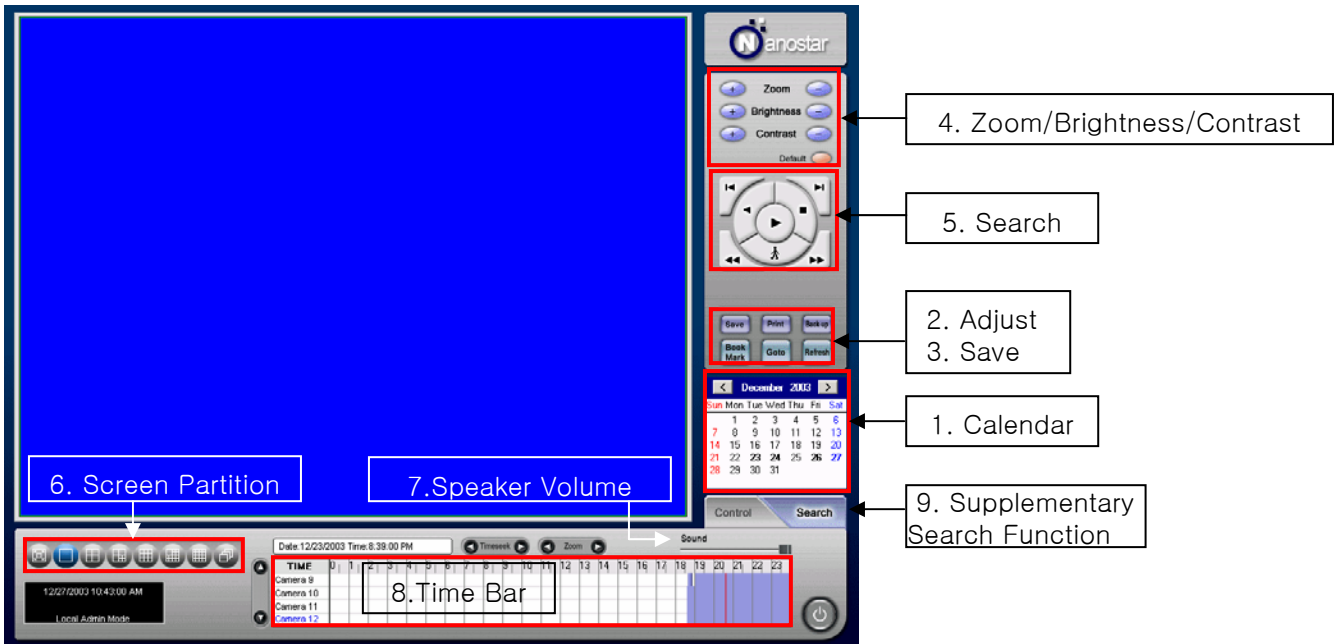 Nanostar
+ Zoom -
+ Brightness -
+ Contrast -
Default
4. Zoom/Brightness/Contrast
5. Search
Save Print Back up
Book Mark Goto Refresh
2. Adjust
3. Save
< December 2003 >
Sun Mon Tue Wed Thu Fri Sat
1 2 3 4 5 6
7 8 9 10 11 12 13
14 15 16 17 18 19 20
21 22 23 24 25 26 27
28 29 30 31
1. Calendar
6. Screen Partition
7.Speaker Volume
Control Search
9. Supplementary
Search Function
Date:12/23/2003 Time:8:39:00 PM
Timeseek
Zoom
Sound
TIME 0 1 2 3 4 5 6 7 8 9 10 11 12 13 14 15 16 17 18 19 20 21 22 23
Camera 9
Camera 10
Camera 11
Camera 12
8.Time Bar
12/27/2003 10:43:00 AM
Local Admin Mode